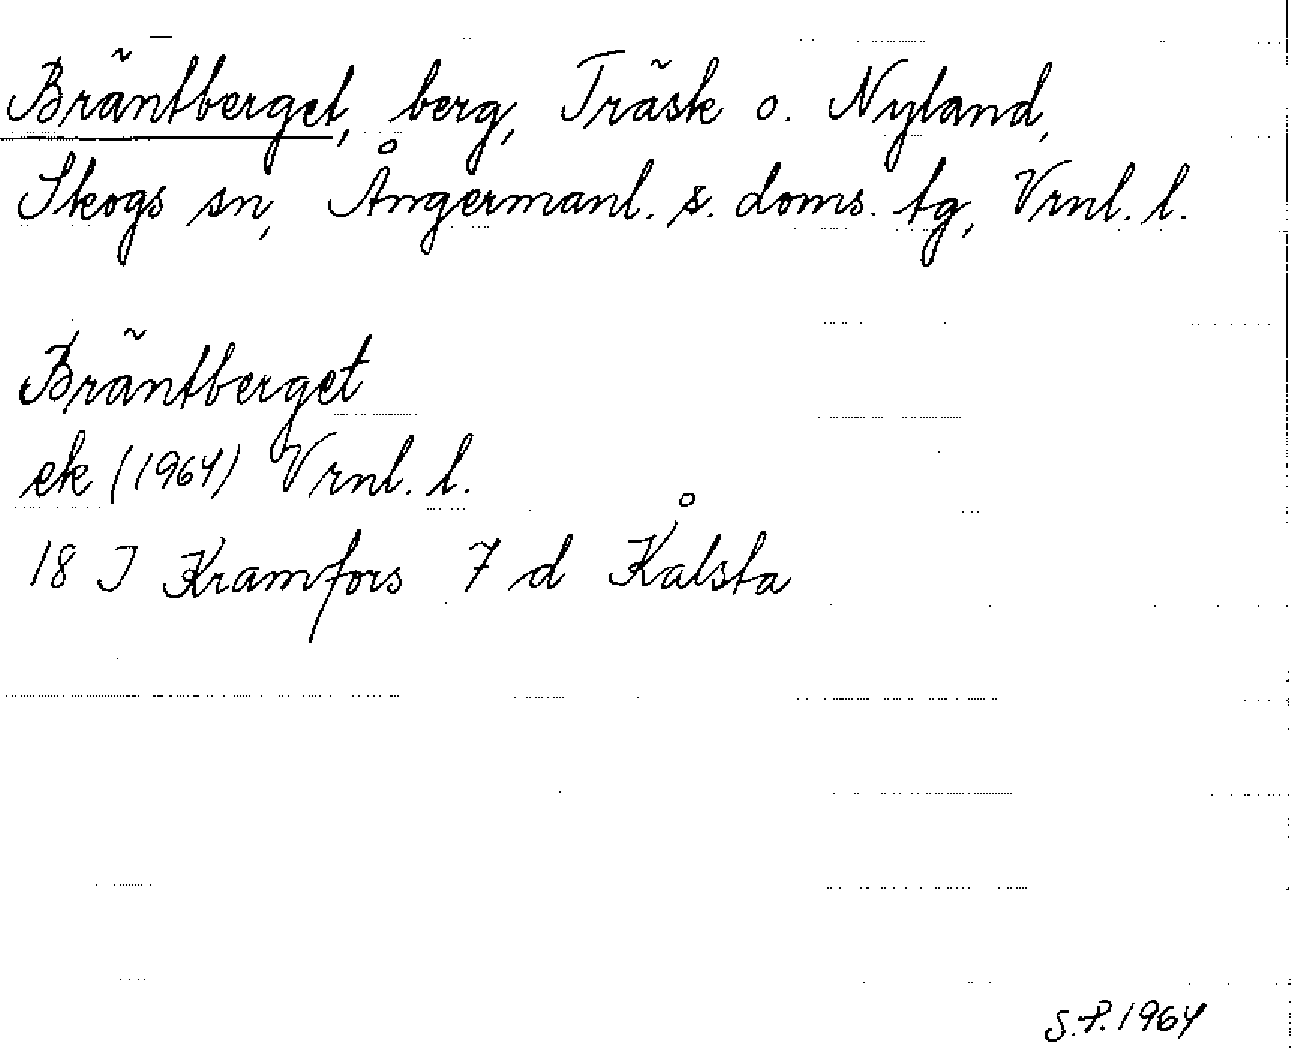 Bräntberget, berg, Träsk o. Nyland,
Skogs sn, Ångermanl. s. doms. tg, Vrnl. l.
Bräntberget
ek (1964) Vrnl. l.
18 I Kramfors 7 d Kålsta
S.P. 1964